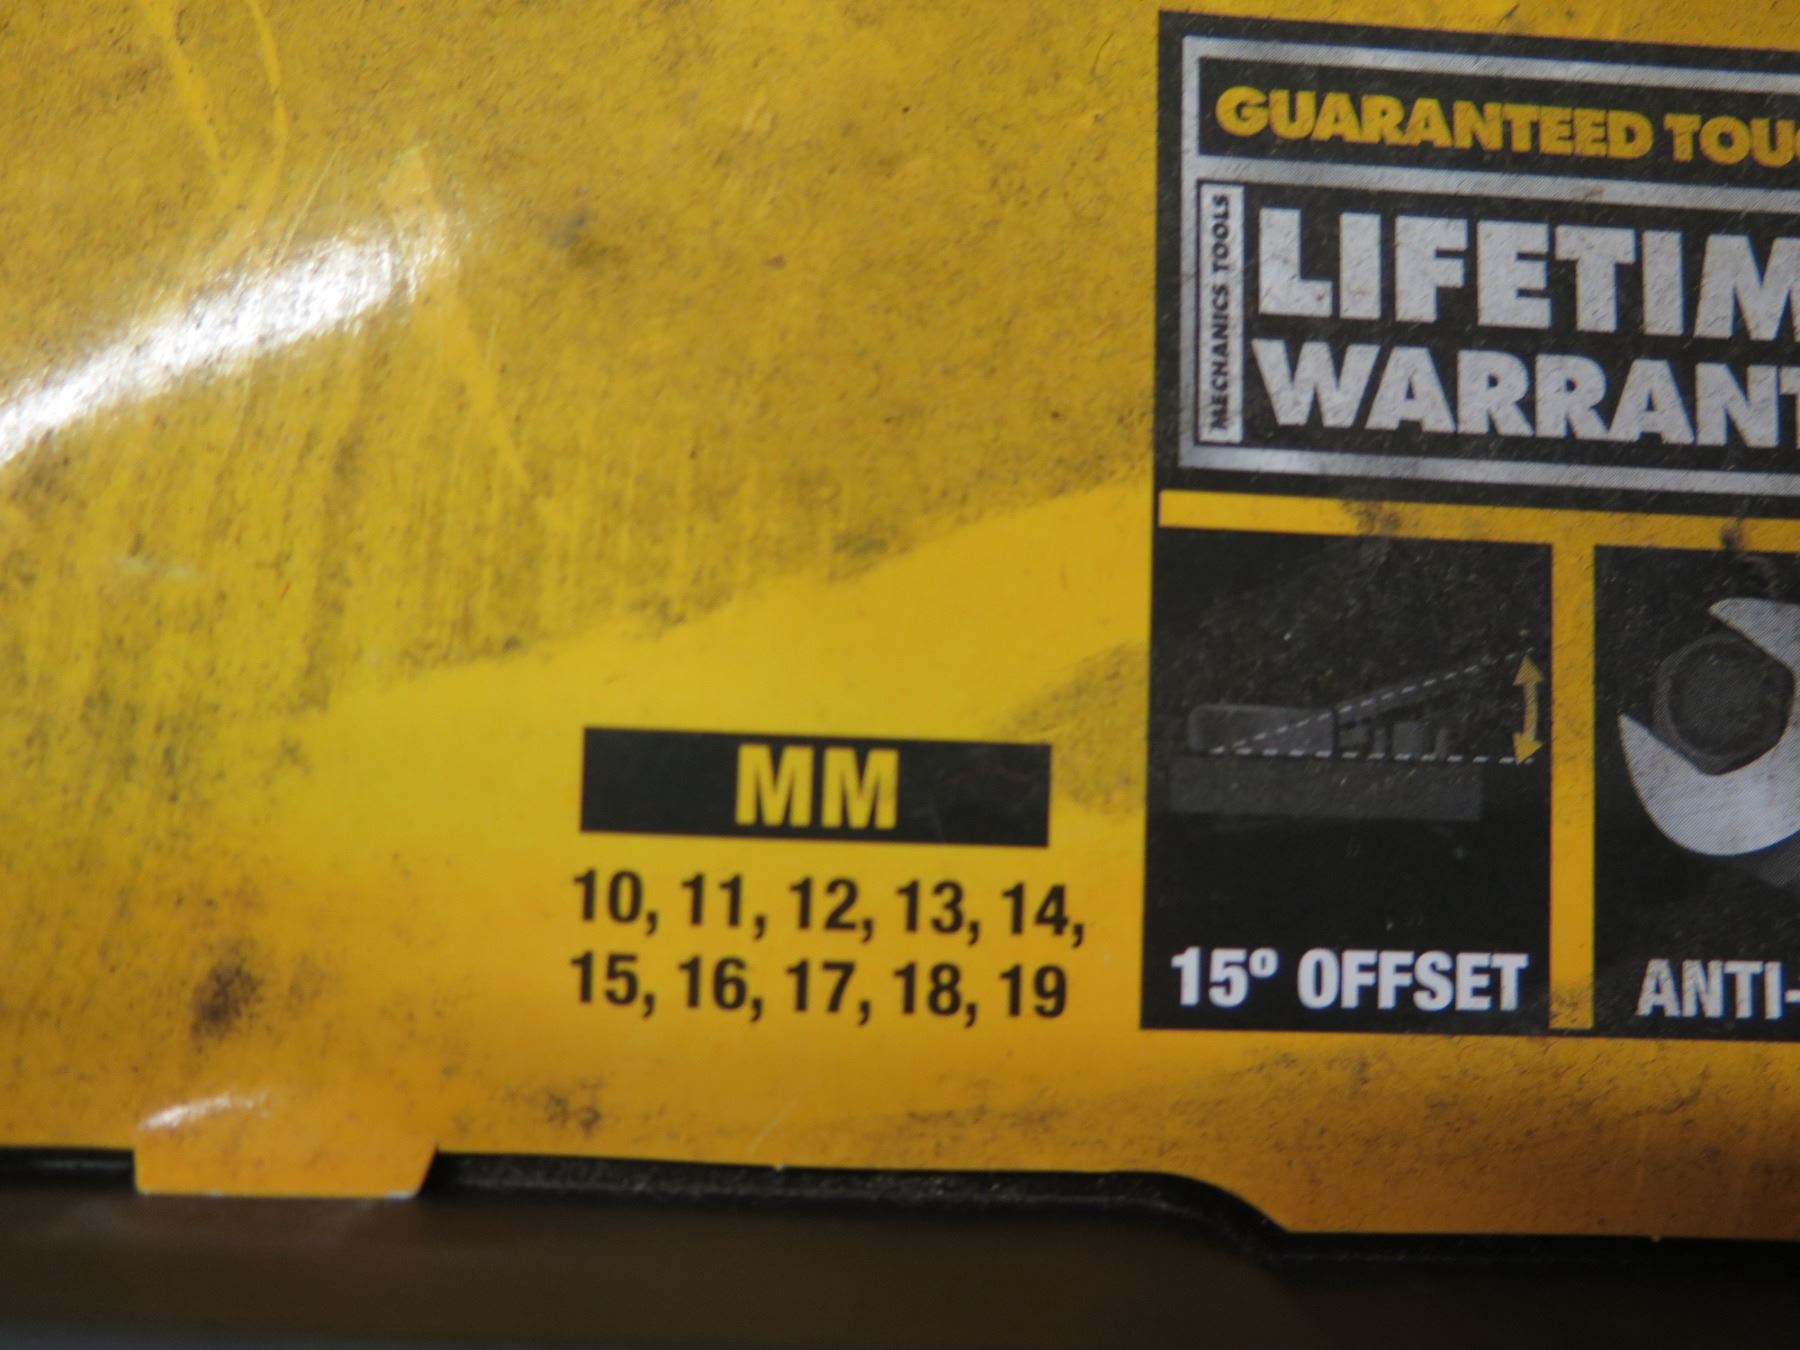 GUARANTEED TOU
MECHANICS TOOLS
LIFETIM
WARRANT
MM
10, 11, 12, 13, 14,
15, 16, 17, 18, 19
15º OFFSET
ANTI-